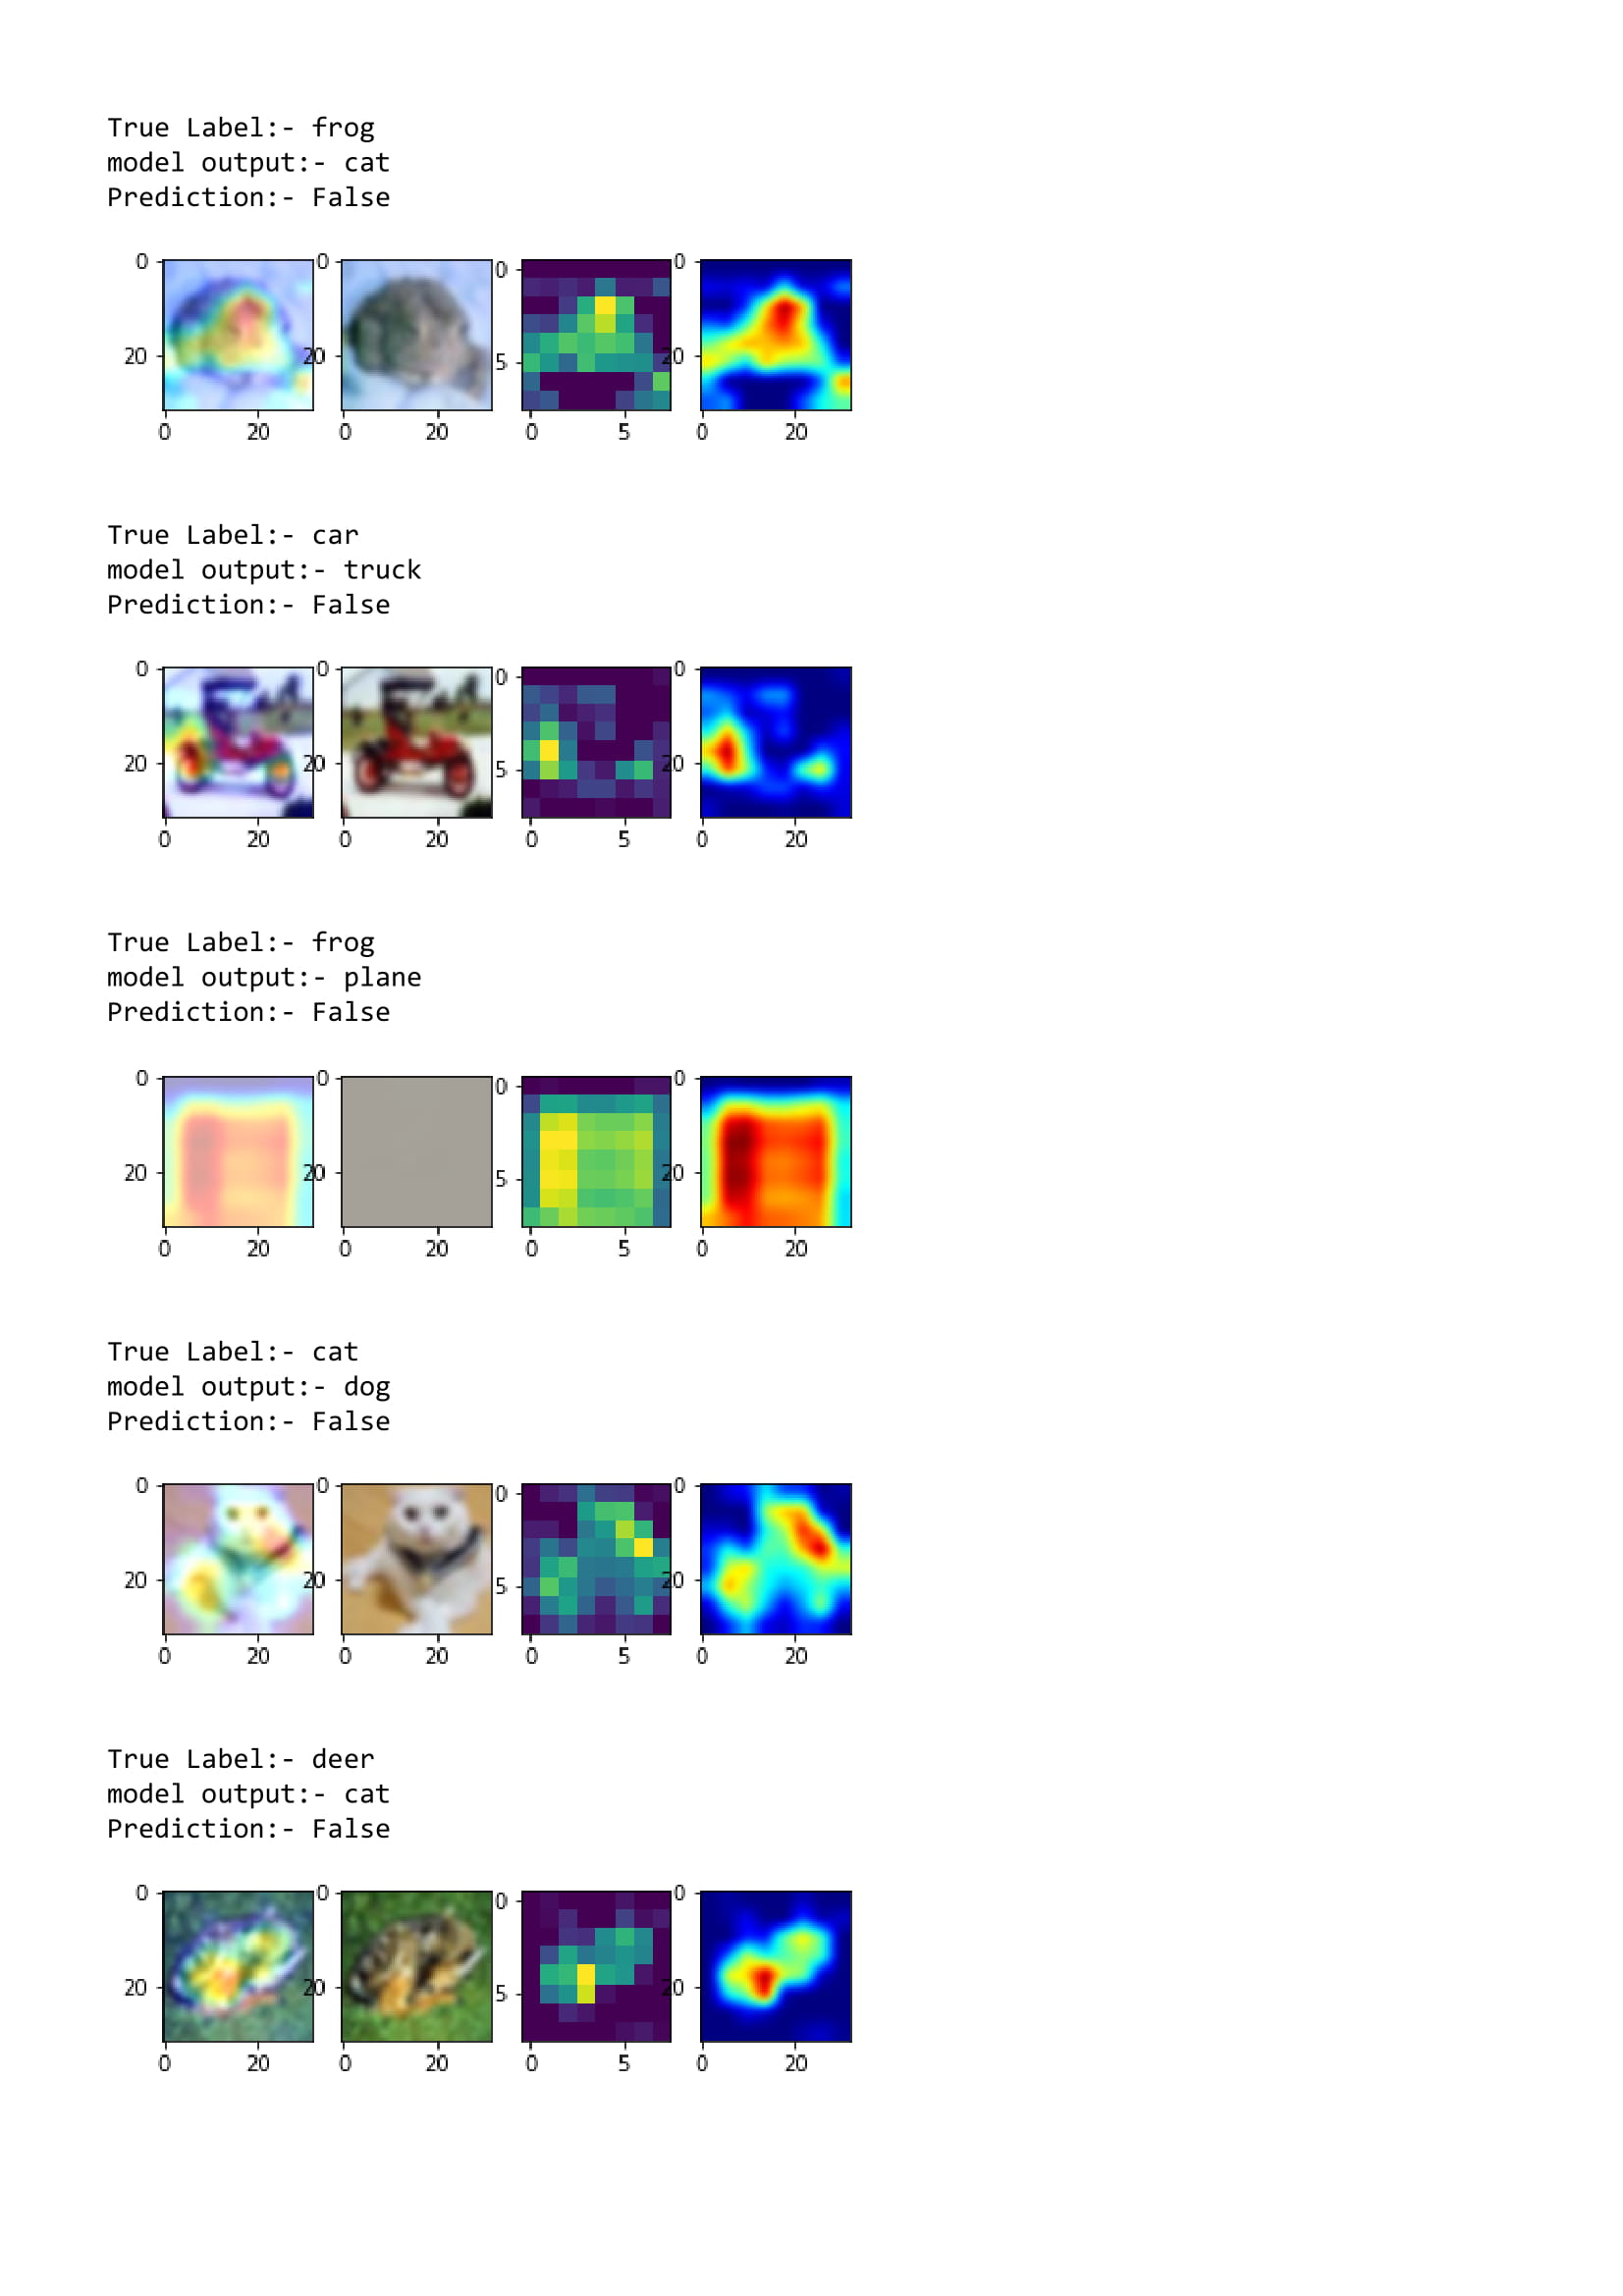 True Label:- frog
model output:- cat
Prediction:- False
0 0 0 0
20 20 5 20
0 20 0 20 0 5 0 20
True Label:- car
model output:- truck
Prediction:- False
0 0 0 0
20 20 5 20
0 20 0 20 0 5 0 20
True Label:- frog
model output:- plane
Prediction:- False
0 0 0 0
20 20 5 20
0 20 0 20 0 5 0 20
True Label:- cat
model output:- dog
Prediction:- False
0 0 0 0
20 20 5 20
0 20 0 20 0 5 0 20
True Label:- deer
model output:- cat
Prediction:- False
0 0 0 0
20 20 5 20
0 20 0 20 0 5 0 20